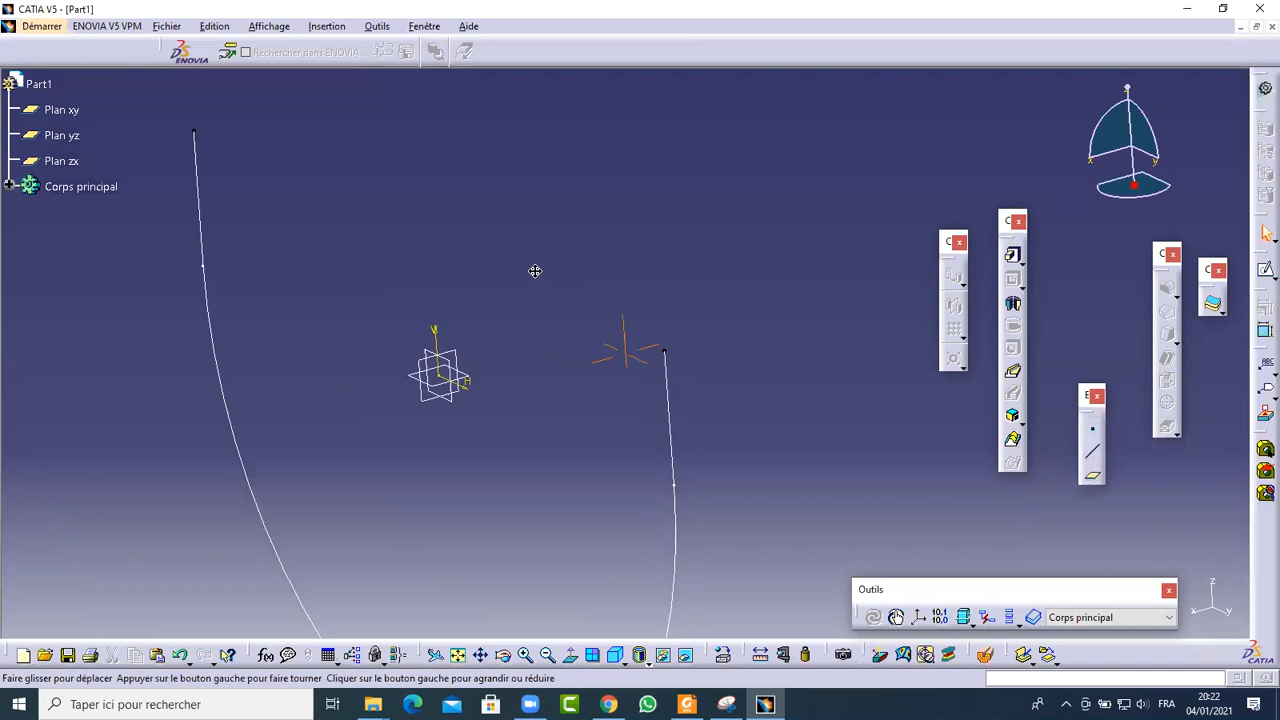 CATIA V5 - [Part1]
Démarrer ENOVIA V5 VPM Fichier Edition Affichage Insertion Outils Fenêtre Aide
Rechercher dans ENOVIA...
Part1
Plan xy
Plan yz
Plan zx
Corps principal
Outils
Corps principal
Faire glisser pour déplacer Appuyer sur le bouton gauche pour faire tourner Cliquer sur le bouton gauche pour agrandir ou réduire
Taper ici pour rechercher
FRA
20:22
04/01/2021